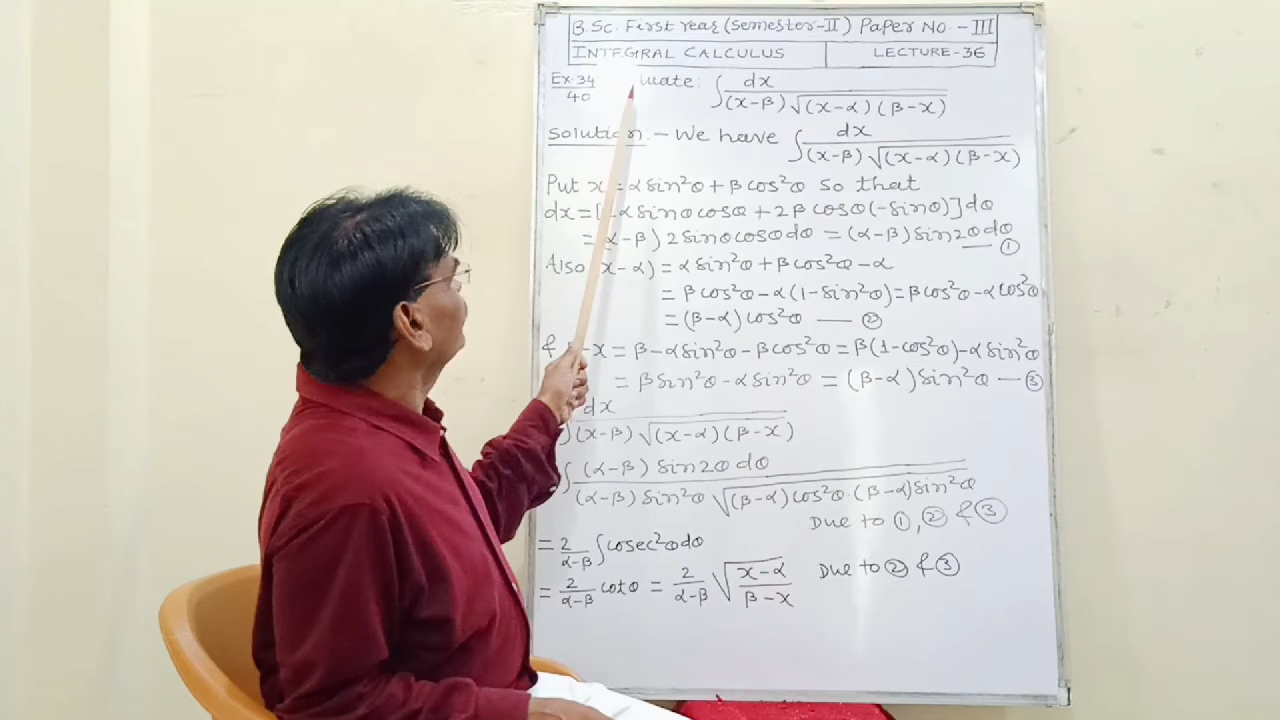 B.Sc. First Year (Semester-II) Paper No - III
INTEGRAL CALCULUS LECTURE-36
Ex.34/40 uate: ∫ dx / (x-β) √(x-α)(β-x)
Solution:- We have ∫ dx / (x-β) √(x-α)(β-x)
Put x = α sin²θ + β cos²θ so that
dx = [ α sinθ cosθ + 2β cosθ(-sinθ)] dθ
= -β) 2 sinθ cosθ dθ = (α-β) sin2θ dθ — ①
Also x-α) = α sin²θ + β cos²θ - α
= β cos²θ - α(1-sin²θ) = β cos²θ - α cos²θ
= (β-α) cos²θ — ②
& -x = β - α sin²θ - β cos²θ = β(1-cos²θ) - α sin²θ
= β sin²θ - α sin²θ = (β-α) sin²θ — ③
∫ dx / (x-β) √(x-α)(β-x)
∫ (α-β) sin2θ dθ / (α-β) sin²θ √(β-α) cos²θ · (β-α) sin²θ
Due to ①, ② & ③
= 2/α-β ∫ cosec²θ dθ
= 2/α-β cotθ = 2/α-β √x-α/β-x Due to ② & ③